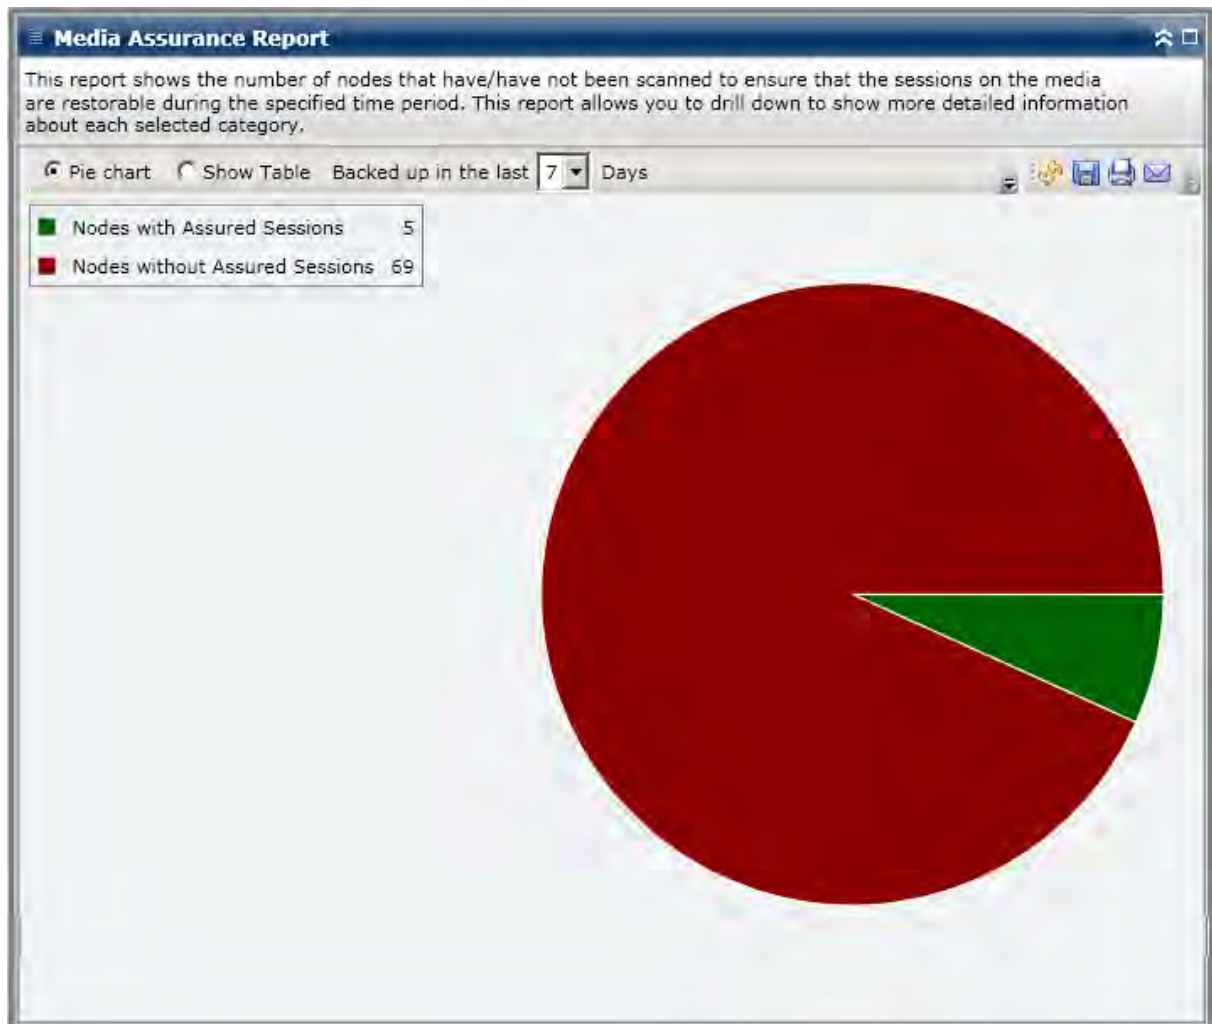 Media Assurance Report
This report shows the number of nodes that have/have not been scanned to ensure that the sessions on the media
are restorable during the specified time period. This report allows you to drill down to show more detailed information
about each selected category.
Pie chart Show Table Backed up in the last 7 Days
Nodes with Assured Sessions 5
Nodes without Assured Sessions 69